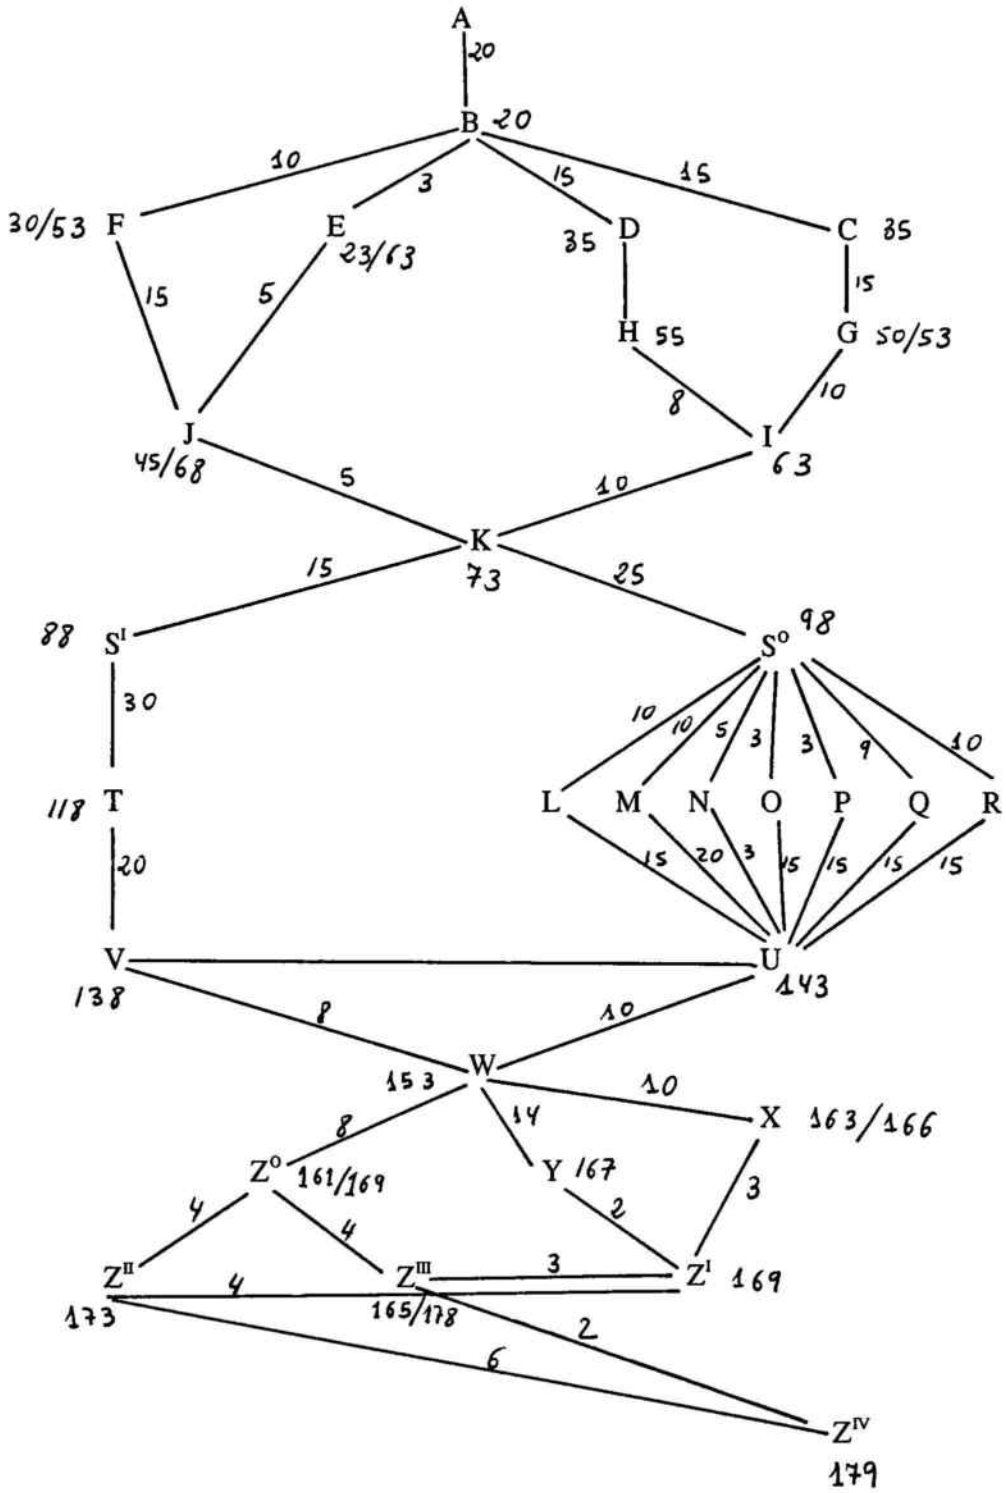 A
20
B 20
10 3 15 15
30/53 F E 35 D C 35
23/63
15 5 15
H 55 G 50/53
8 10
J I
45/68 63
5 10
K
73
15 25
88 S^I S^O 98
30
10 10 5 3 3 9 10
118 T L M N O P Q R
20 15 20 3 15 15 15 15
V U
138 143
8 10
W
153 10
14 X 163/166
8
Z^O 161/169 Y 167
4 4 2 3
Z^II Z^III 3 Z^I 169
4
173 165/178
2
6
Z^IV
179